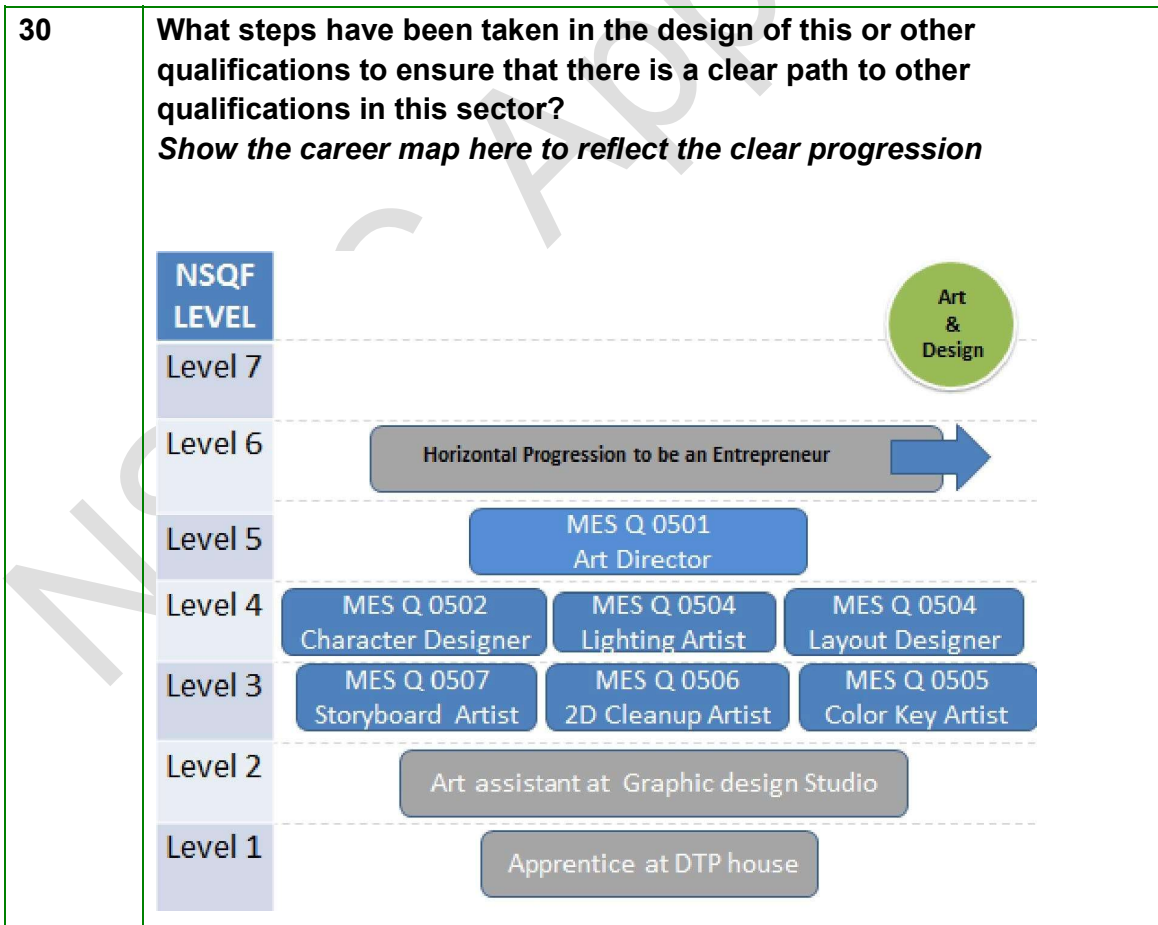 30
What steps have been taken in the design of this or other
qualifications to ensure that there is a clear path to other
qualifications in this sector?
Show the career map here to reflect the clear progression
NSQF
LEVEL
Art
&
Design
Level 7
Level 6
Horizontal Progression to be an Entrepreneur
Level 5
MES Q 0501
Art Director
Level 4
MES Q 0502
Character Designer
MES Q 0504
Lighting Artist
MES Q 0504
Layout Designer
Level 3
MES Q 0507
Storyboard Artist
MES Q 0506
2D Cleanup Artist
MES Q 0505
Color Key Artist
Level 2
Art assistant at Graphic design Studio
Level 1
Apprentice at DTP house